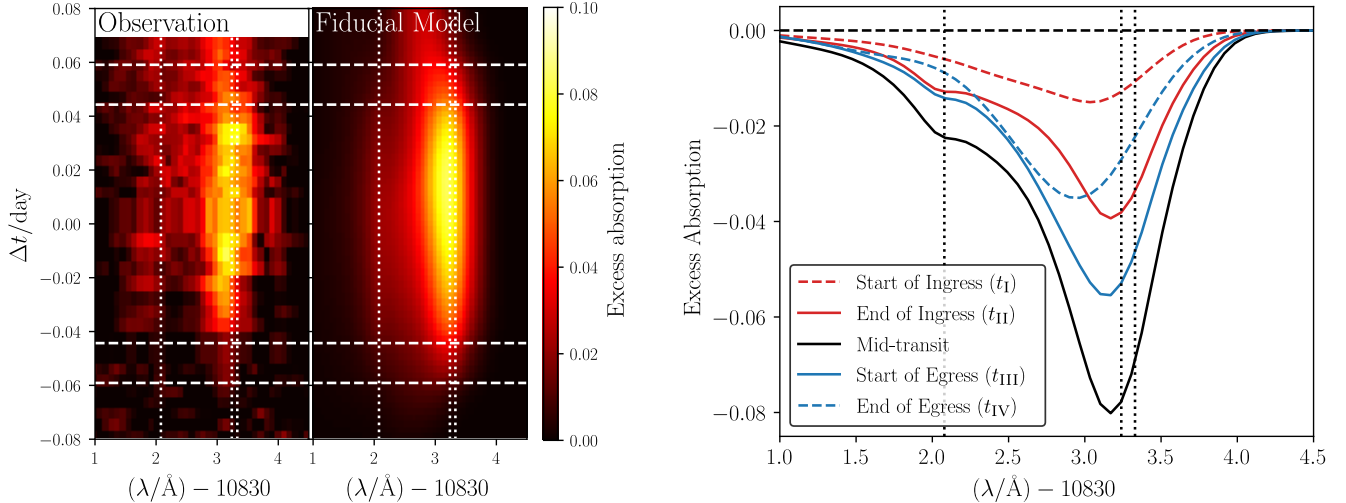 Observation
Fiducial Model
0.08
0.06
0.04
0.02
0.00
−0.02
−0.04
−0.06
−0.08
Δt/day
1 2 3 4
1 2 3 4
(λ/Å) − 10830
(λ/Å) − 10830
0.10
0.08
0.06
0.04
0.02
0.00
Excess absorption
0.00
−0.02
−0.04
−0.06
−0.08
Excess Absorption
Start of Ingress (t_I)
End of Ingress (t_II)
Mid-transit
Start of Egress (t_III)
End of Egress (t_IV)
1.0 1.5 2.0 2.5 3.0 3.5 4.0 4.5
(λ/Å) − 10830